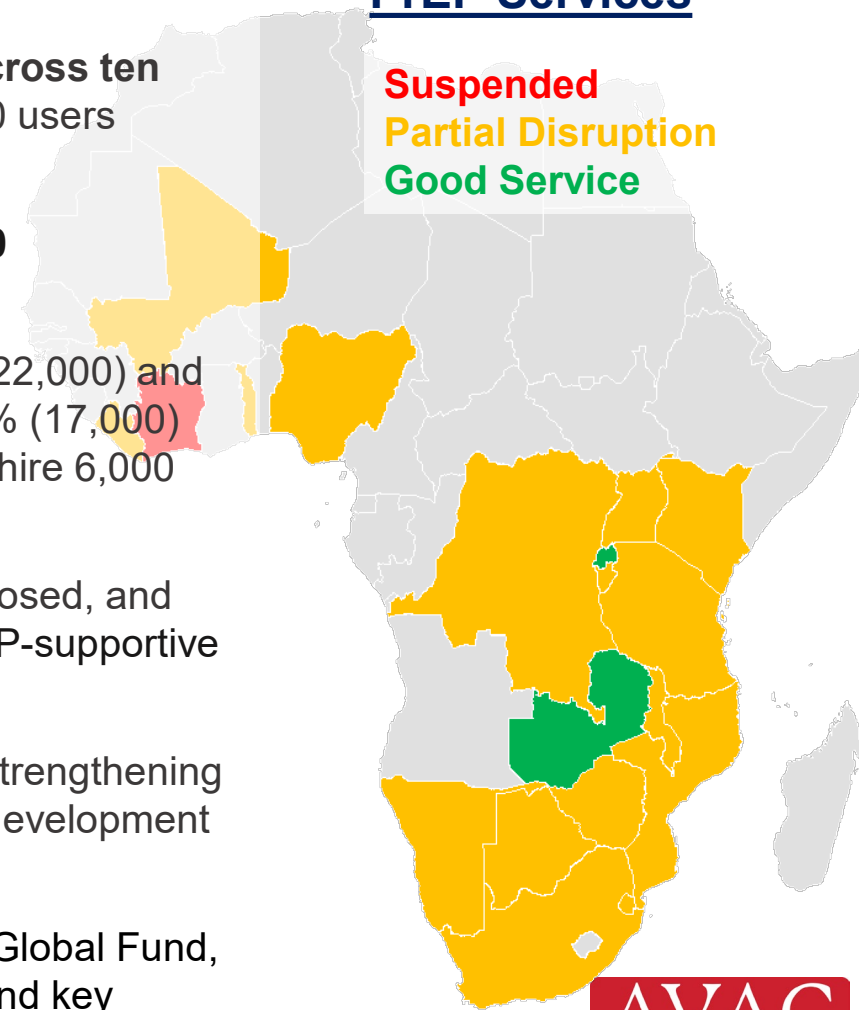 PrEP Services
Suspended
Partial Disruption
Good Service
cross ten
0 users
0
22,000) and
% (17,000)
hire 6,000
osed, and
P-supportive
trengthening
evelopment
Global Fund,
nd key
AVAC